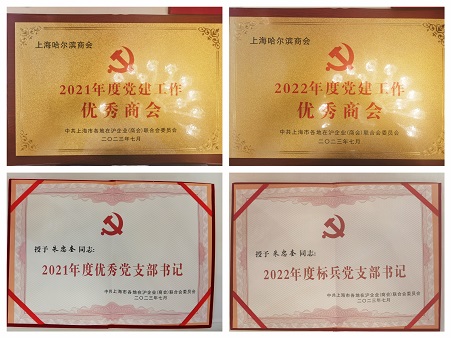 上海哈尔滨商会
2021年度党建工作
优秀商会
中共上海市各地在沪企业(商会)联合会委员会
二〇二三年七月
上海哈尔滨商会
2022年度党建工作
优秀商会
中共上海市各地在沪企业(商会)联合会委员会
二〇二三年七月
授予 朱忠奎 同志:
2021年度优秀党支部书记
中共上海市各地在沪企业(商会)联合会委员会
二〇二三年七月
授予 朱忠奎 同志:
2022年度标兵党支部书记
中共上海市各地在沪企业(商会)联合会委员会
二〇二三年七月